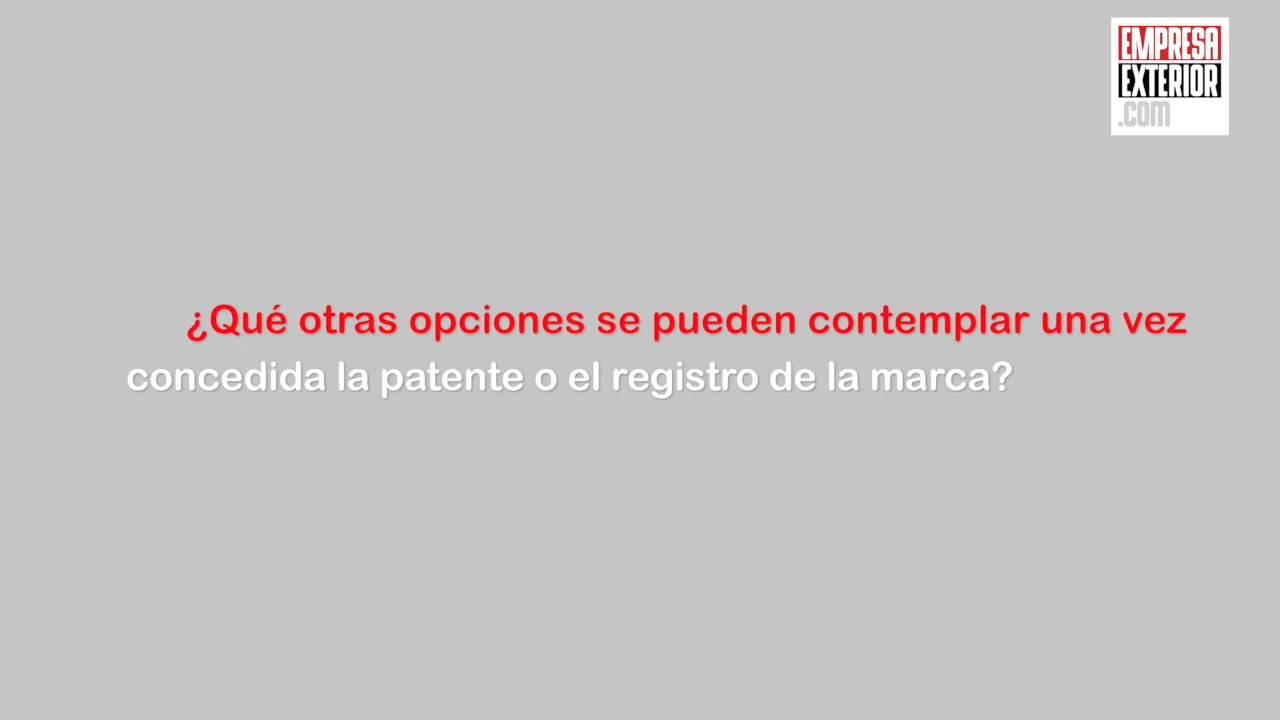 EMPRESA
EXTERIOR
.COM
¿Qué otras opciones se pueden contemplar una vez
concedida la patente o el registro de la marca?